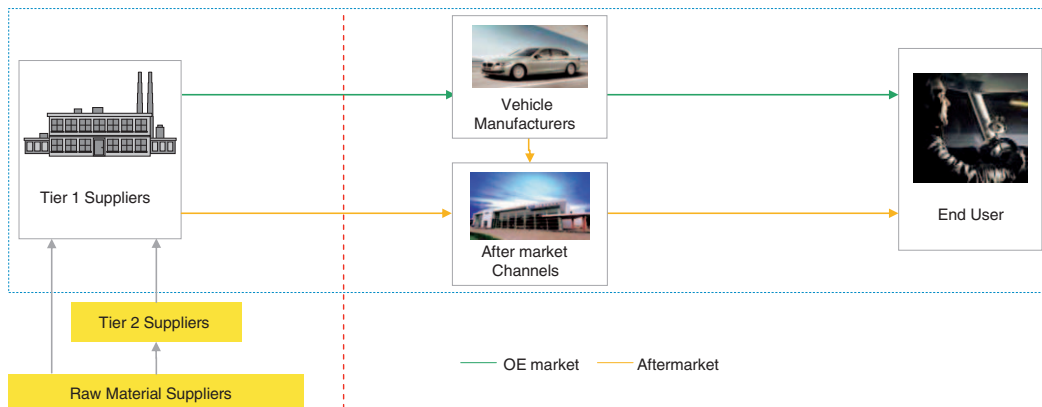 Vehicle
Manufacturers
Tier 1 Suppliers
After market
Channels
End User
Tier 2 Suppliers
Raw Material Suppliers
OE market
Aftermarket